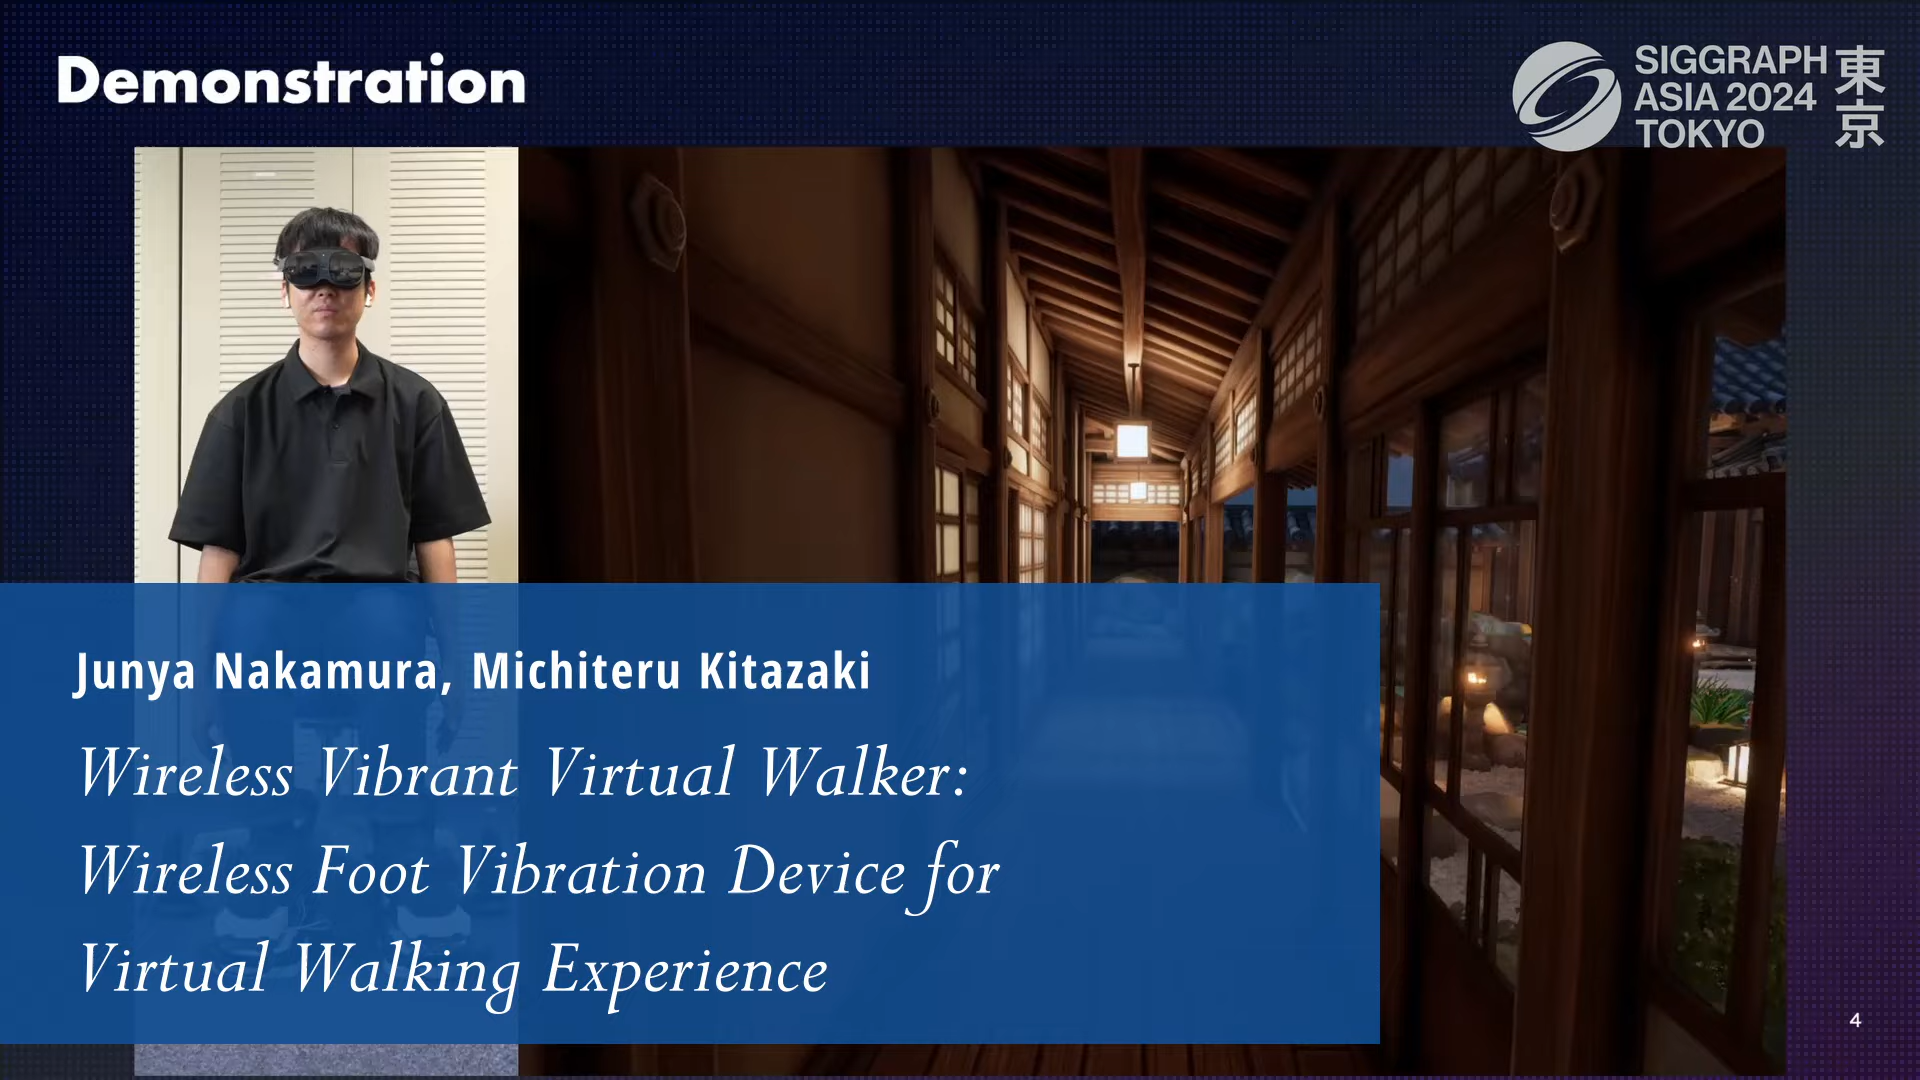 Demonstration
SIGGRAPH
ASIA 2024
TOKYO
東京
Junya Nakamura, Michiteru Kitazaki
Wireless Vibrant Virtual Walker:
Wireless Foot Vibration Device for
Virtual Walking Experience
4